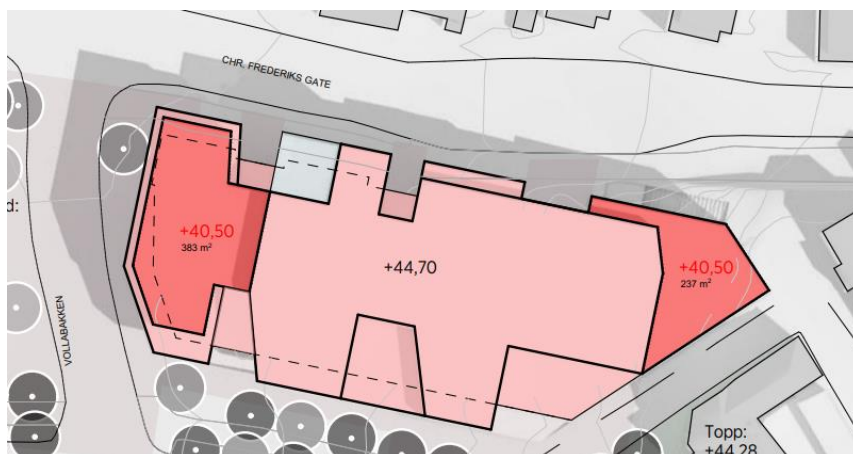 CHR. FREDERIKS GATE
d:
+40,50
383 m²
+44,70
+40,50
237 m²
VOLLABAKKEN
Topp:
+44,28